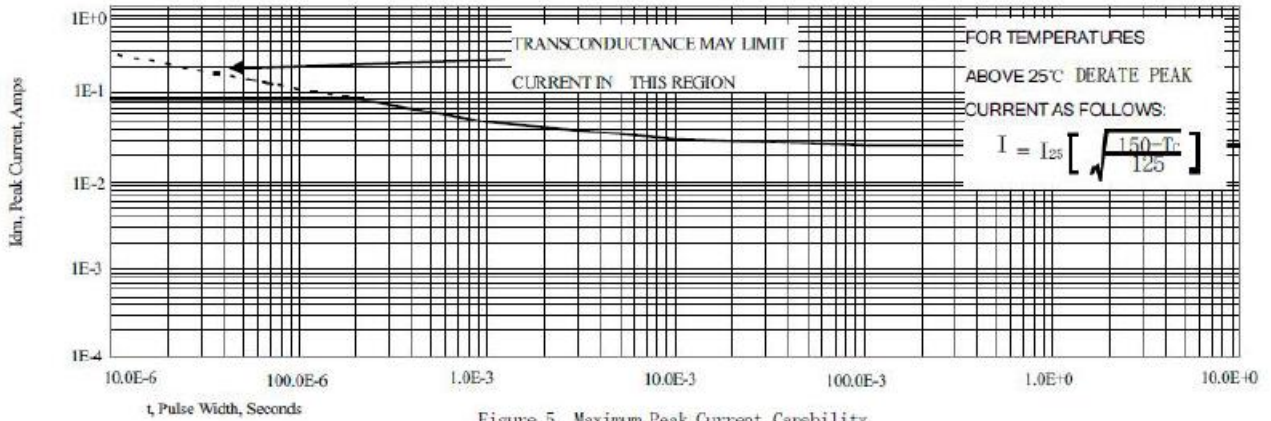 1E+0
1E-1
1E-2
1E-3
1E-4
Idm, Peak Current, Amps
TRANSCONDUCTANCE MAY LIMIT
CURRENT IN THIS REGION
FOR TEMPERATURES
ABOVE 25℃ DERATE PEAK
CURRENT AS FOLLOWS:
I = I25 [ √ 150-Tc / 125 ]
10.0E-6 100.0E-6 1.0E-3 10.0E-3 100.0E-3 1.0E+0 10.0E+0
t, Pulse Width, Seconds
Figure 5. Maximum Peak Current Capability